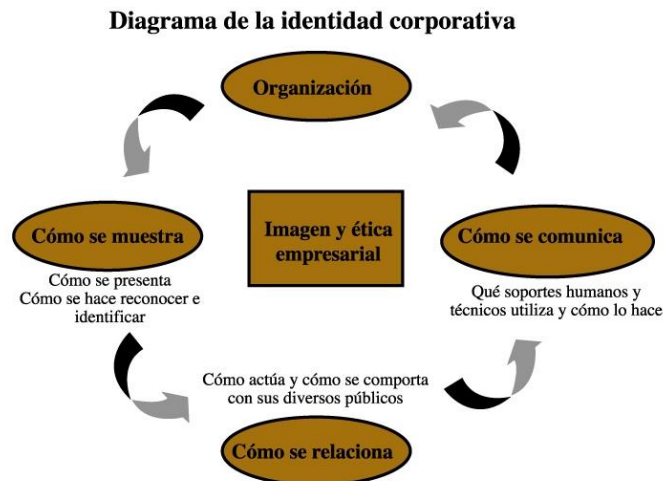 Diagrama de la identidad corporativa
Organización
Cómo se muestra
Cómo se presenta
Cómo se hace reconocer e
identificar
Imagen y ética
empresarial
Cómo se comunica
Qué soportes humanos y
técnicos utiliza y cómo lo hace
Cómo actúa y cómo se comporta
con sus diversos públicos
Cómo se relaciona